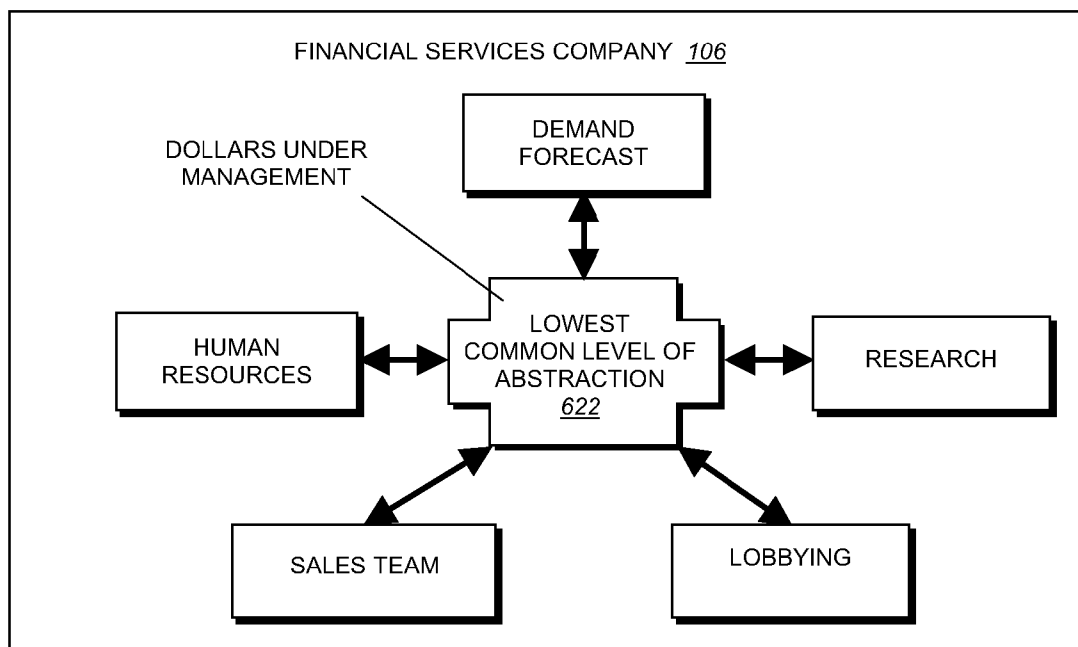 FINANCIAL SERVICES COMPANY 106
DEMAND
FORECAST
DOLLARS UNDER
MANAGEMENT
HUMAN
RESOURCES
LOWEST
COMMON LEVEL OF
ABSTRACTION
622
RESEARCH
SALES TEAM
LOBBYING